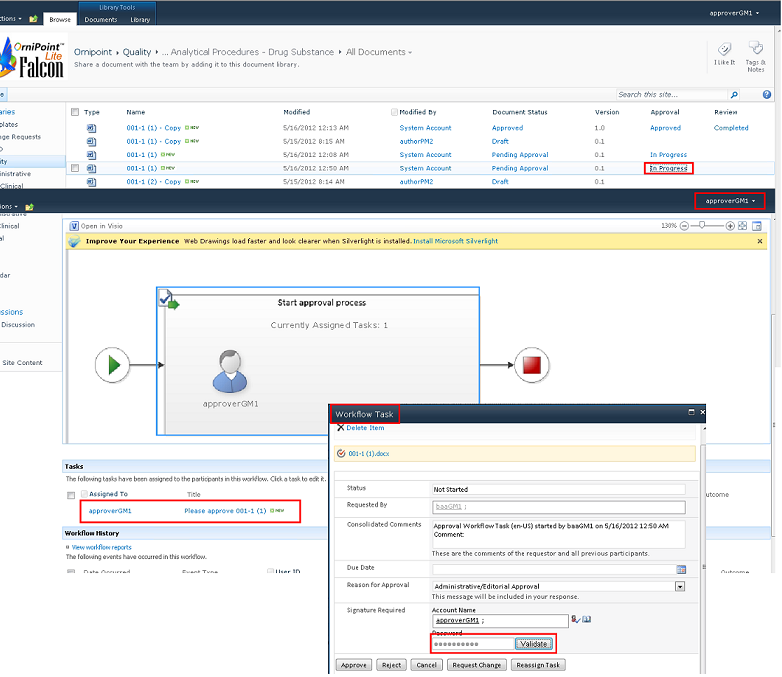 ctions
Browse
Library Tools
Documents Library
approverGM1
OrniPoint™
Lite
Falcon
Ornipoint Quality ... Analytical Procedures - Drug Substance All Documents
Share a document with the team by adding it to this document library.
I Like It
Tags &
Notes
Search this site...
aries
Type Name Modified Modified By Document Status Version Approval Review
plates
001-1 (1) - Copy NEW 5/16/2012 12:13 AM System Account Approved 1.0 Approved Completed
nge Requests
001-1 (1) - Copy NEW 5/15/2012 8:15 AM authorPM2 Draft 0.1
001-1 (1) NEW 5/16/2012 12:08 AM System Account Pending Approval 0.1 In Progress
ity
001-1 (1) NEW 5/16/2012 12:50 AM System Account Pending Approval 0.1 In Progress
nistrative
001-1 (2) - Copy NEW 5/15/2012 8:14 AM authorPM2 Draft 0.1
Clinical
ions
approverGM1
nistrative
linical
al
Open in Visio
130%
Improve Your Experience Web Drawings load faster and look clearer when Silverlight is installed. Install Microsoft Silverlight
dar
ssions
Discussion
Site Content
Start approval process
Currently Assigned Tasks: 1
approverGM1
Tasks
The following tasks have been assigned to the participants in this workflow. Click a task to edit it.
Assigned To Title
utcome
approverGM1 Please approve 001-1 (1) NEW
Workflow History
View workflow reports
The following events have occurred in this workflow.
Date Occurred Event Type User ID
Outcome
Workflow Task
Delete Item
001-1 (1).docx
Status Not Started
Requested By baaGM1 ;
Consolidated Comments Approval Workflow Task (en-US) started by baaGM1 on 5/16/2012 12:50 AM
Comment:
These are the comments of the requestor and all previous participants.
Due Date
Reason for Approval Administrative/Editorial Approval
This message will be included in your response.
Signature Required Account Name
approverGM1 ;
Password
Validate
Approve Reject Cancel Request Change Reassign Task